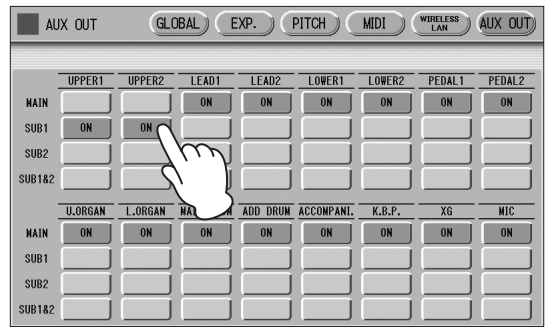 AUX OUT GLOBAL EXP. PITCH MIDI WIRELESS LAN AUX OUT
UPPER1 UPPER2 LEAD1 LEAD2 LOWER1 LOWER2 PEDAL1 PEDAL2
MAIN ON ON ON ON ON ON
SUB1 ON ON
SUB2
SUB1&2
U.ORGAN L.ORGAN ADD DRUM ACCOMPANI. K.B.P. XG MIC
MAIN ON ON ON ON ON ON ON ON
SUB1
SUB2
SUB1&2